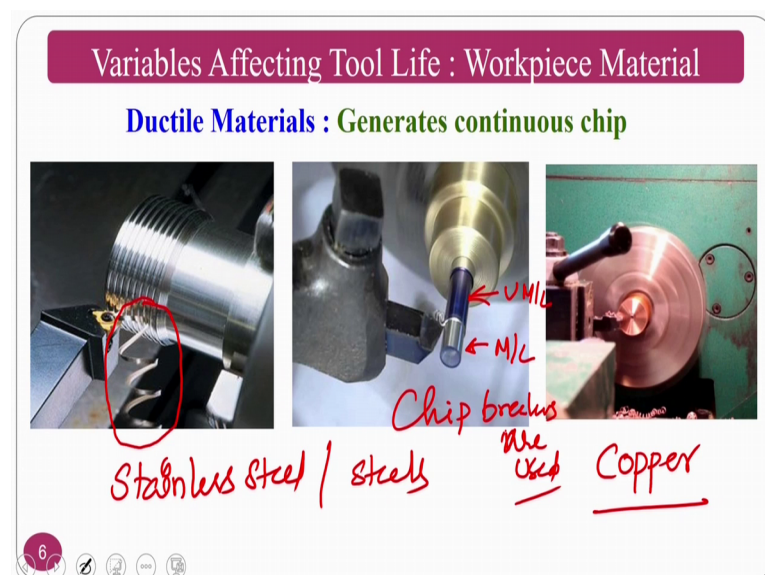 Variables Affecting Tool Life : Workpiece Material
Ductile Materials : Generates continuous chip
UM/L
M/L
Chip breakers
are
used
Stainless Steel / steels
Copper
6